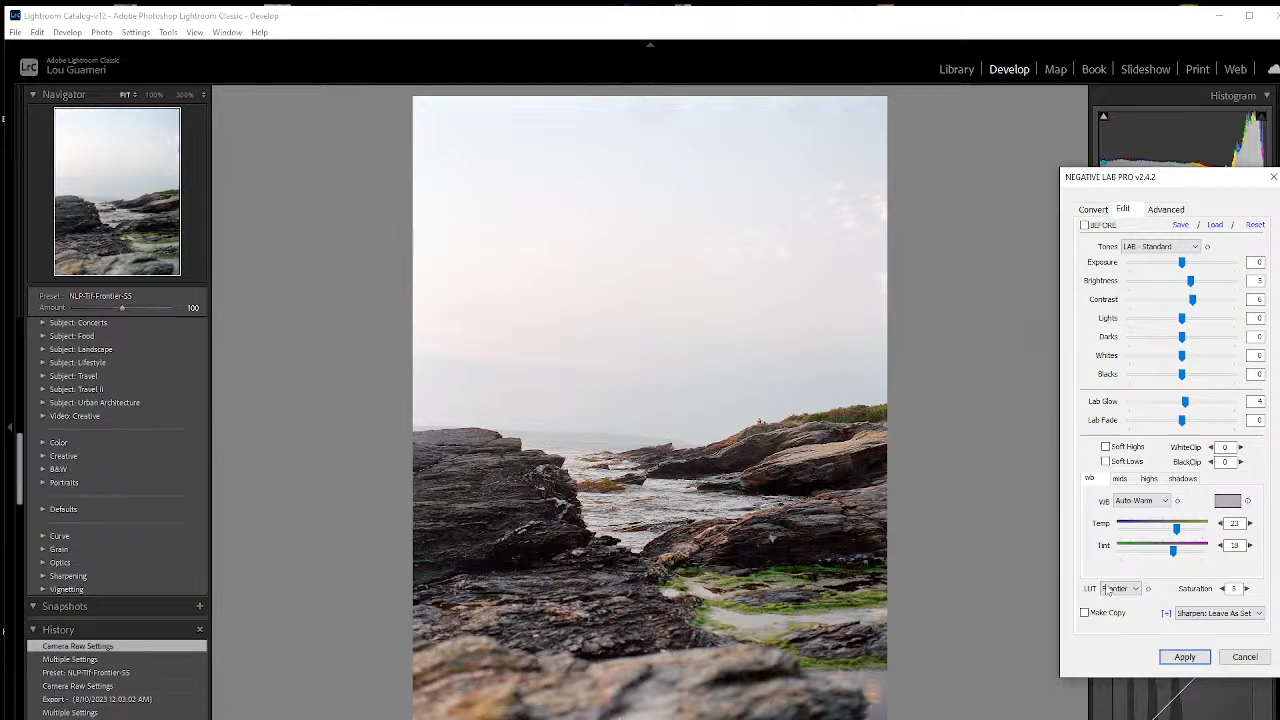 Lightroom Catalog-v12 - Adobe Photoshop Lightroom Classic - Develop
File Edit Develop Photo Settings Tools View Window Help
LrC Adobe Lightroom Classic
Lou Guarneri
Library Develop Map Book Slideshow Print Web
Navigator FIT 100% 300%
Histogram
Preset: NLP-Tif-Frontier-S5
Amount 100
Subject: Concerts
Subject: Food
Subject: Landscape
Subject: Lifestyle
Subject: Travel
Subject: Travel II
Subject: Urban Architecture
Video: Creative
Color
Creative
B&W
Portraits
Defaults
Curve
Grain
Optics
Sharpening
Vignetting
Snapshots +
History
Camera Raw Settings
Multiple Settings
Preset: NLP-Tif-Frontier-S5
Camera Raw Settings
Export - (8/10/2023 12:03:02 AM)
Multiple Settings
NEGATIVE LAB PRO v2.4.2
Convert Edit Advanced
BEFORE Save / Load / Reset
Tones LAB - Standard
Exposure 0
Brightness 5
Contrast 6
Lights 0
Darks 0
Whites 0
Blacks 0
Lab Glow 4
Lab Fade 0
Soft Highs WhiteClip 0
Soft Lows BlackClip 0
wb mids highs shadows
WB Auto-Warm
Temp 23
Tint 18
LUT Frontier Saturation 5
Make Copy [+] Sharpen: Leave As Set
Apply Cancel